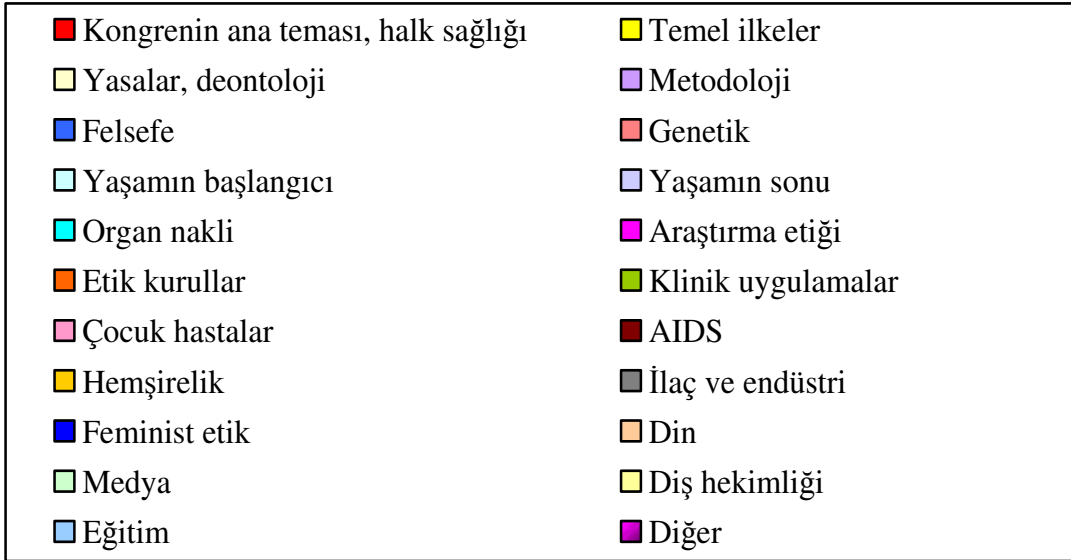 Kongrenin ana teması, halk sağlığı Temel ilkeler
Yasalar, deontoloji Metodoloji
Felsefe Genetik
Yaşamın başlangıcı Yaşamın sonu
Organ nakli Araştırma etiği
Etik kurullar Klinik uygulamalar
Çocuk hastalar AIDS
Hemşirelik İlaç ve endüstri
Feminist etik Din
Medya Diş hekimliği
Eğitim Diğer